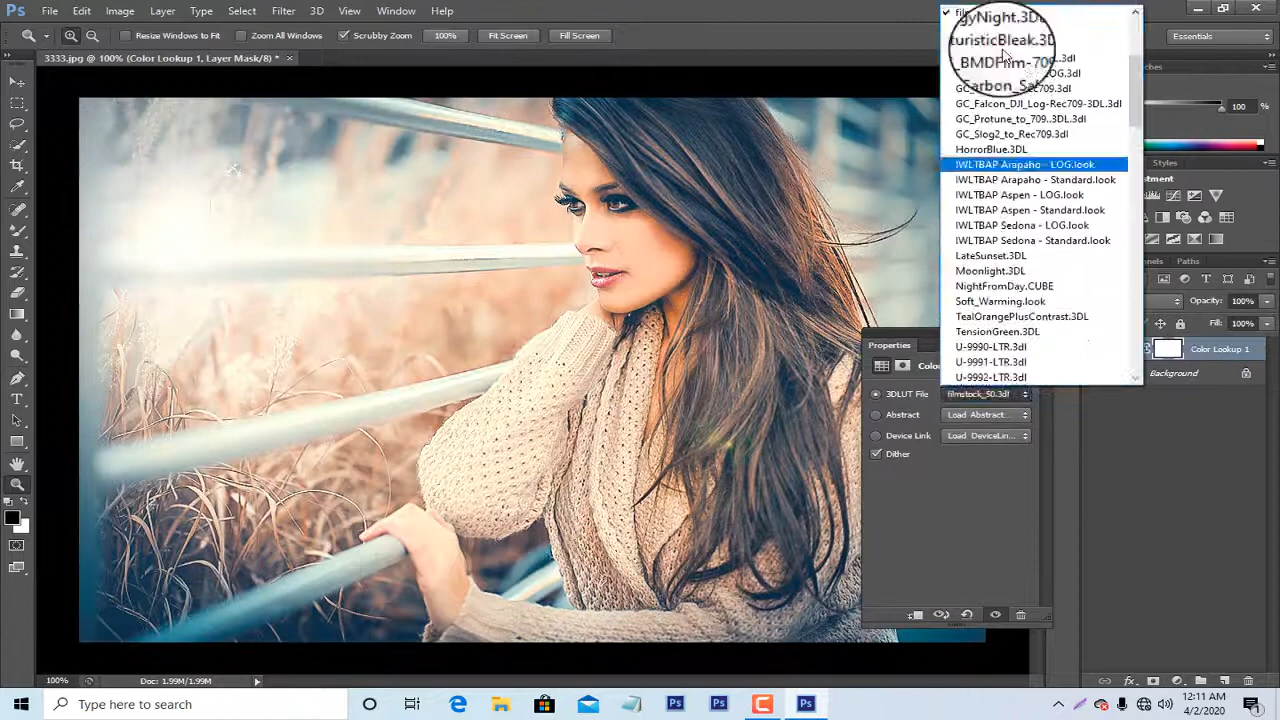 Ps File Edit Image Layer Type Select Filter 3D View Window Help
Resize Windows to Fit Zoom All Windows Scrubby Zoom 100% Fit Screen Fill Screen Essentials
3333.jpg @ 100% (Color Lookup 1, Layer Mask/8) *
gyNight.3D
turisticBleak.3D
_BMDFilm-709
Carbon_Sa
.3dl
LOG.3dl
GC_Falcon_DJI_Log-Rec709-3DL.3dl
GC_Protune_to_709..3DL.3dl
GC_Slog2_to_Rec709.3dl
HorrorBlue.3DL
IWLTBAP Arapaho - LOG.look
IWLTBAP Arapaho - Standard.look
IWLTBAP Aspen - LOG.look
IWLTBAP Aspen - Standard.look
IWLTBAP Sedona - LOG.look
IWLTBAP Sedona - Standard.look
LateSunset.3DL
Moonlight.3DL
NightFromDay.CUBE
Soft_Warming.look
TealOrangePlusContrast.3DL
TensionGreen.3DL
U-9990-LTR.3dl
U-9991-LTR.3dl
U-9992-LTR.3dl
100 %
Styles
Paths
Opacity: 100%
Fill: 100%
Color Lookup 1
Background
Properties
3DLUT File filmstock_50.3dl
Abstract Load Abstract...
Device Link Load DeviceLin...
Dither
100% Doc: 1.99M/1.99M
Type here to search
12:11 AM
4/2/2020